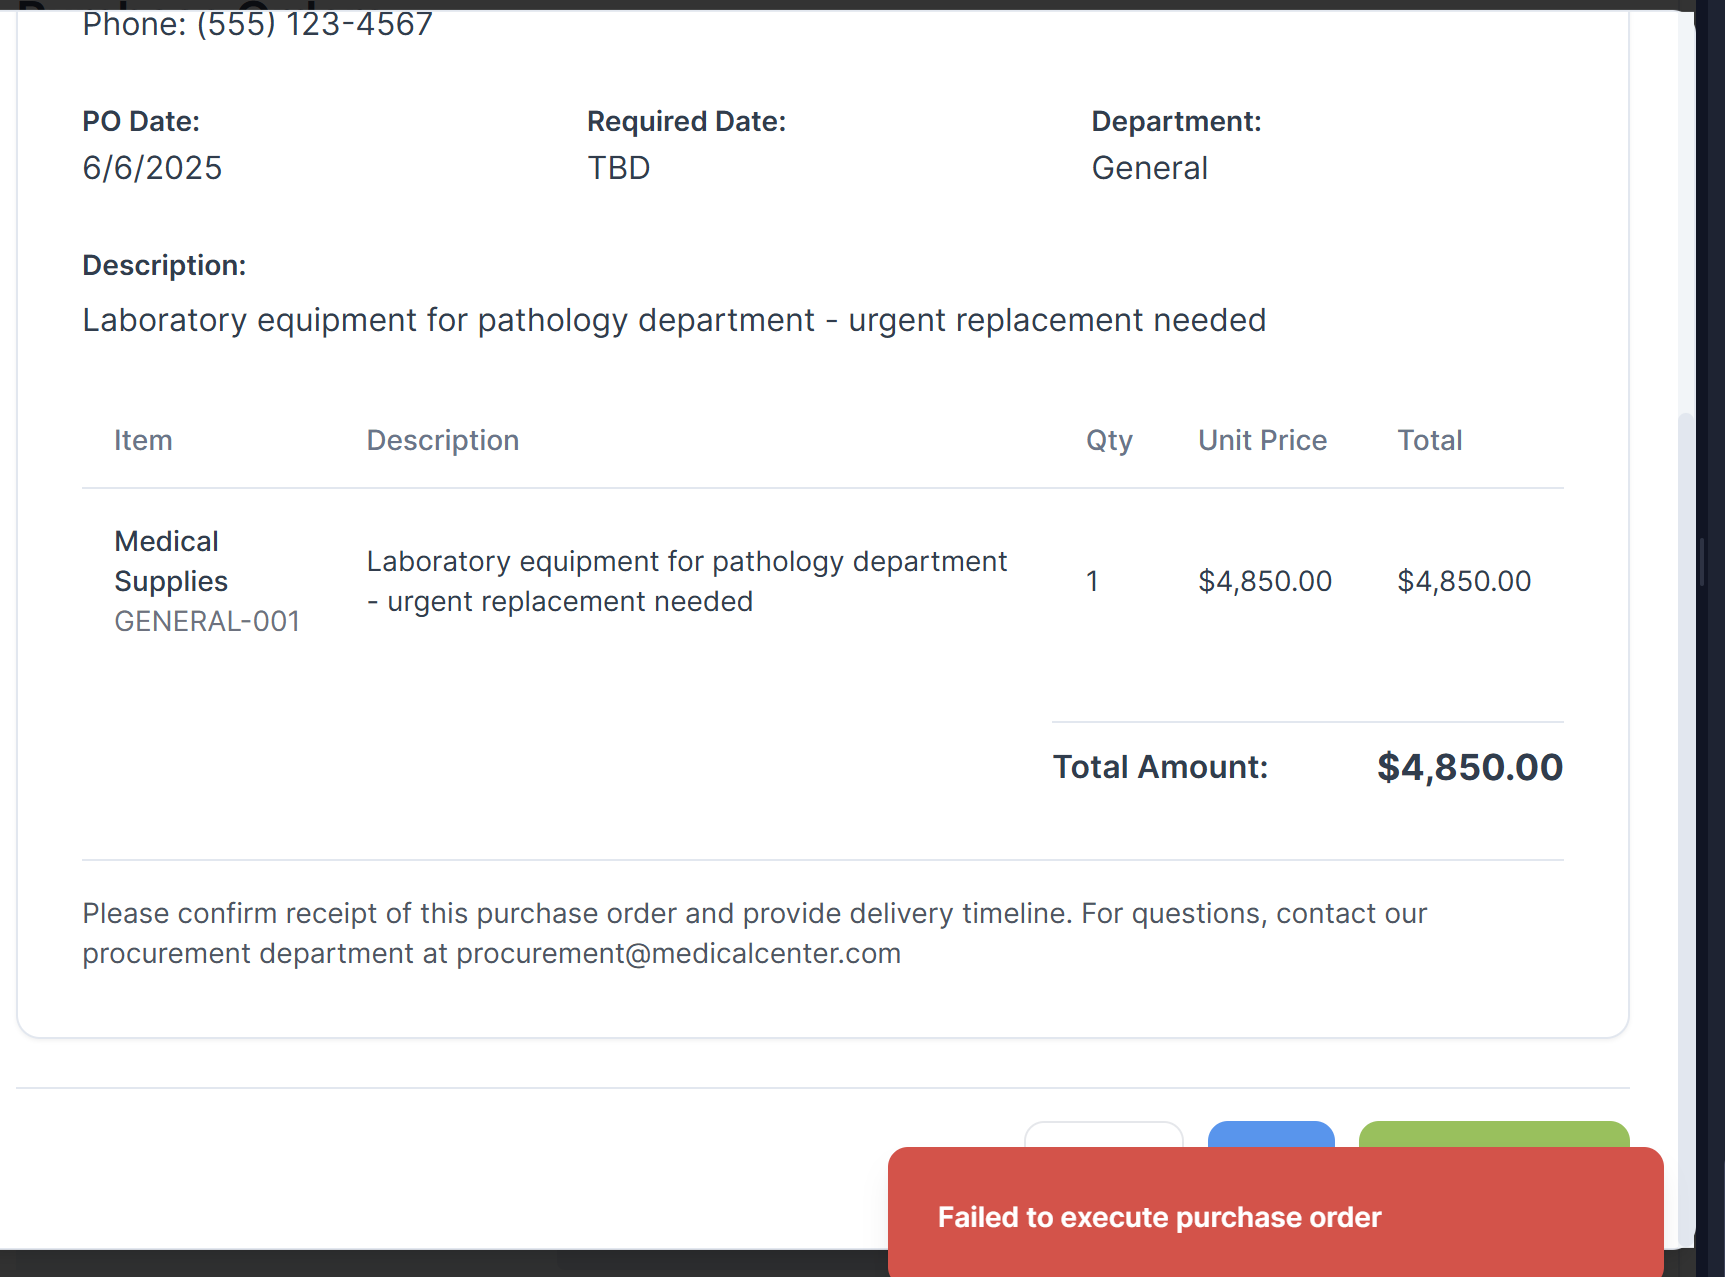 Phone: (555) 123-4567
PO Date:
Required Date:
Department:
6/6/2025
TBD
General
Description:
Laboratory equipment for pathology department - urgent replacement needed
Item
Description
Qty
Unit Price
Total
Medical
Supplies
GENERAL-001
Laboratory equipment for pathology department
- urgent replacement needed
1
$4,850.00
$4,850.00
Total Amount:
$4,850.00
Please confirm receipt of this purchase order and provide delivery timeline. For questions, contact our
procurement department at procurement@medicalcenter.com
Failed to execute purchase order